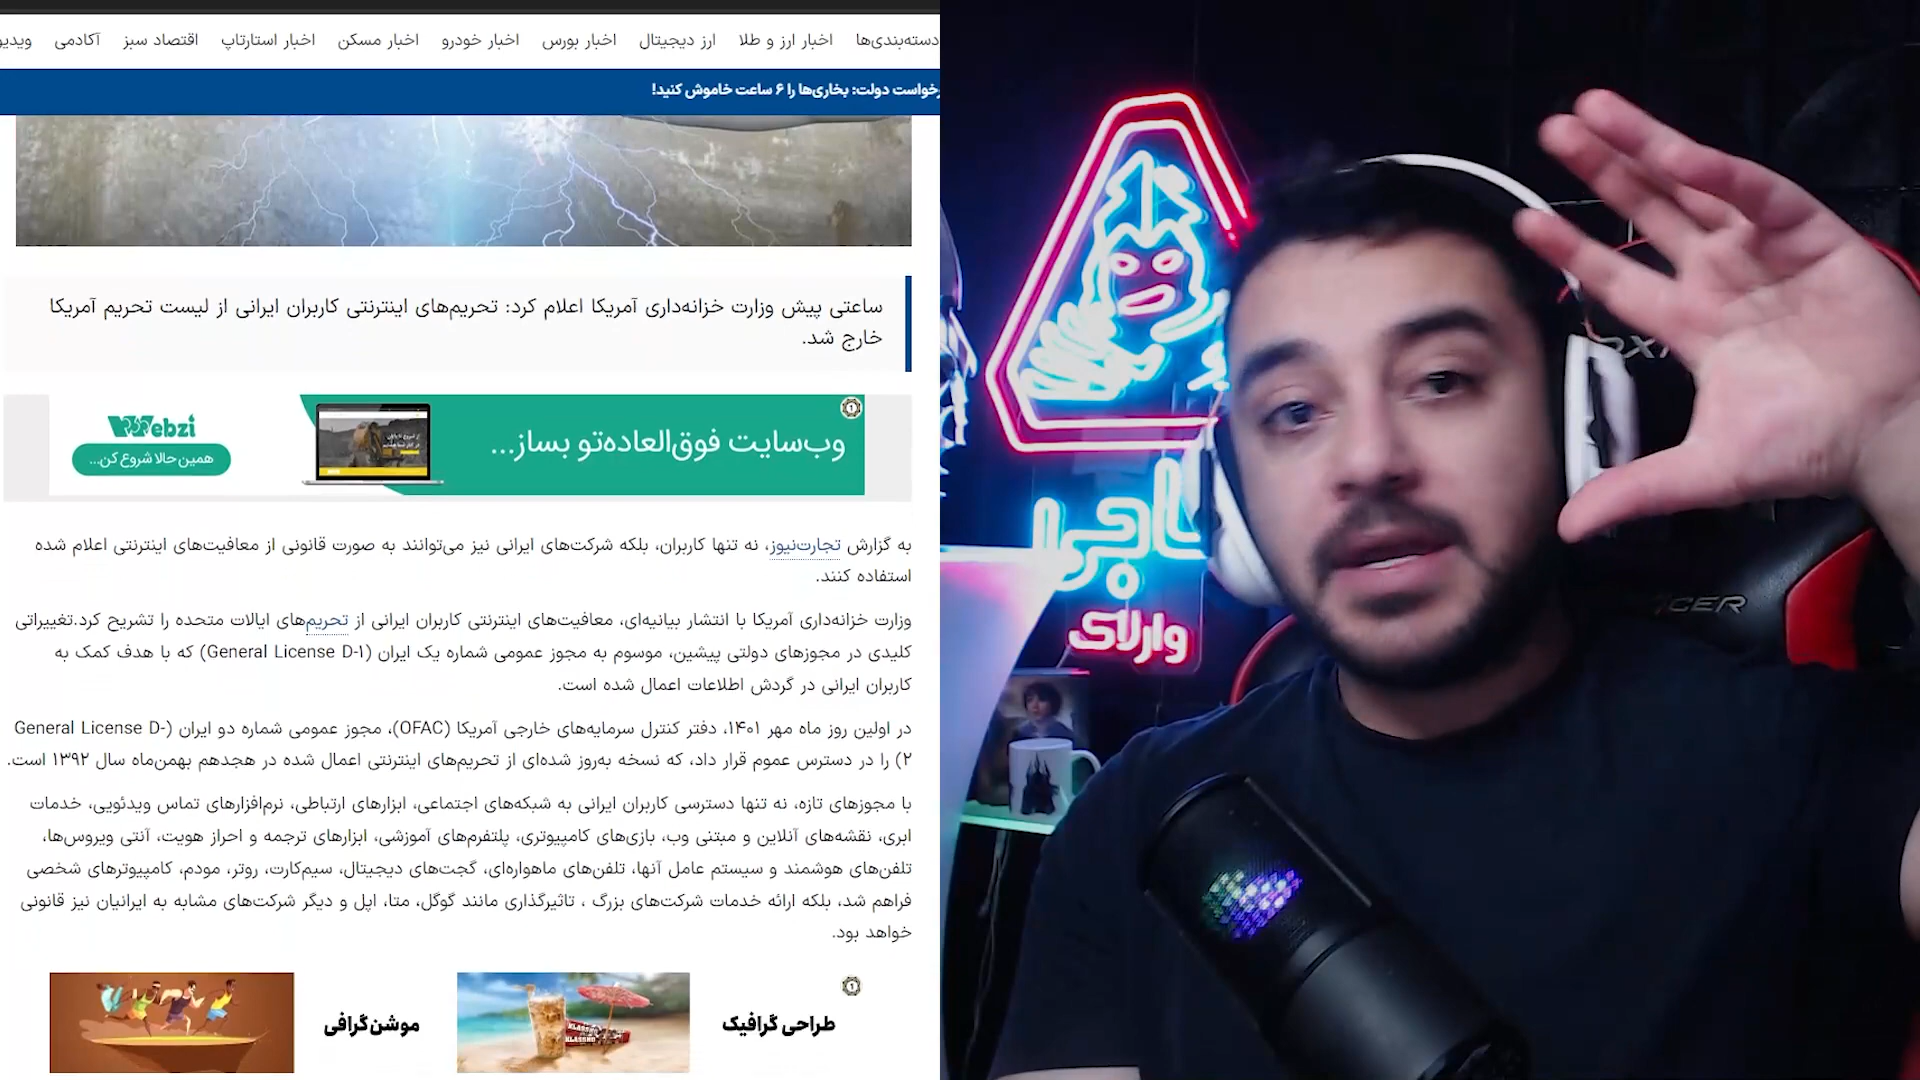 دسته‌بندی‌ها اخبار ارز و طلا ارز دیجیتال اخبار بورس اخبار خودرو اخبار مسکن اخبار استارتاپ اقتصاد سبز آکادمی
دولت: بخاری‌ها را ۶ ساعت خاموش کنید!
ساعتی پیش وزارت خزانه‌داری آمریکا اعلام کرد: تحریم‌های اینترنتی کاربران ایرانی از لیست تحریم آمریکا
خارج شد.
Webzi
وب‌سایت فوق‌العاده‌تو بساز...
همین‌حالا شروع کن...
به گزارش تجارت‌نیوز، نه تنها کاربران، بلکه شرکت‌های ایرانی نیز می‌توانند به صورت قانونی از معافیت‌های اینترنتی اعلام شده
استفاده کنند.
وزارت خزانه‌داری آمریکا با انتشار بیانیه‌ای، معافیت‌های اینترنتی کاربران ایرانی از تحریم‌های ایالات متحده را تشریح کرد.تغییراتی
کلیدی در مجوزهای دولتی پیشین، موسوم به مجوز عمومی شماره یک ایران (General License D-۱) که با هدف کمک به
کاربران ایرانی در گردش اطلاعات اعمال شده است.
در اولین روز ماه مهر ۱۴۰۱، دفتر کنترل سرمایه‌های خارجی آمریکا (OFAC)، مجوز عمومی شماره دو ایران (General License D-
۲) را در دسترس عموم قرار داد، که نسخه به‌روز شده‌ای از تحریم‌های اینترنتی اعمال شده در هجدهم بهمن‌ماه سال ۱۳۹۲ است.
با مجوزهای تازه، نه تنها دسترسی کاربران ایرانی به شبکه‌های اجتماعی، ابزارهای ارتباطی، نرم‌افزارهای تماس ویدئویی، خدمات
ابری، نقشه‌های آنلاین و مبتنی وب، بازی‌های کامپیوتری، پلتفرم‌های آموزشی، ابزارهای ترجمه و احراز هویت، آنتی ویروس‌ها،
تلفن‌های هوشمند و سیستم عامل آنها، تلفن‌های ماهواره‌ای، گجت‌های دیجیتال، سیم‌کارت، روتر، مودم، کامپیوترهای شخصی
فراهم شد، بلکه ارائه خدمات شرکت‌های بزرگ ، تاثیرگذاری مانند گوگل، متا، اپل و دیگر شرکت‌های مشابه به ایرانیان نیز قانونی
خواهد بود.
طراحی گرافیک
موشن‌گرافی
KLASSNO
وارلاک